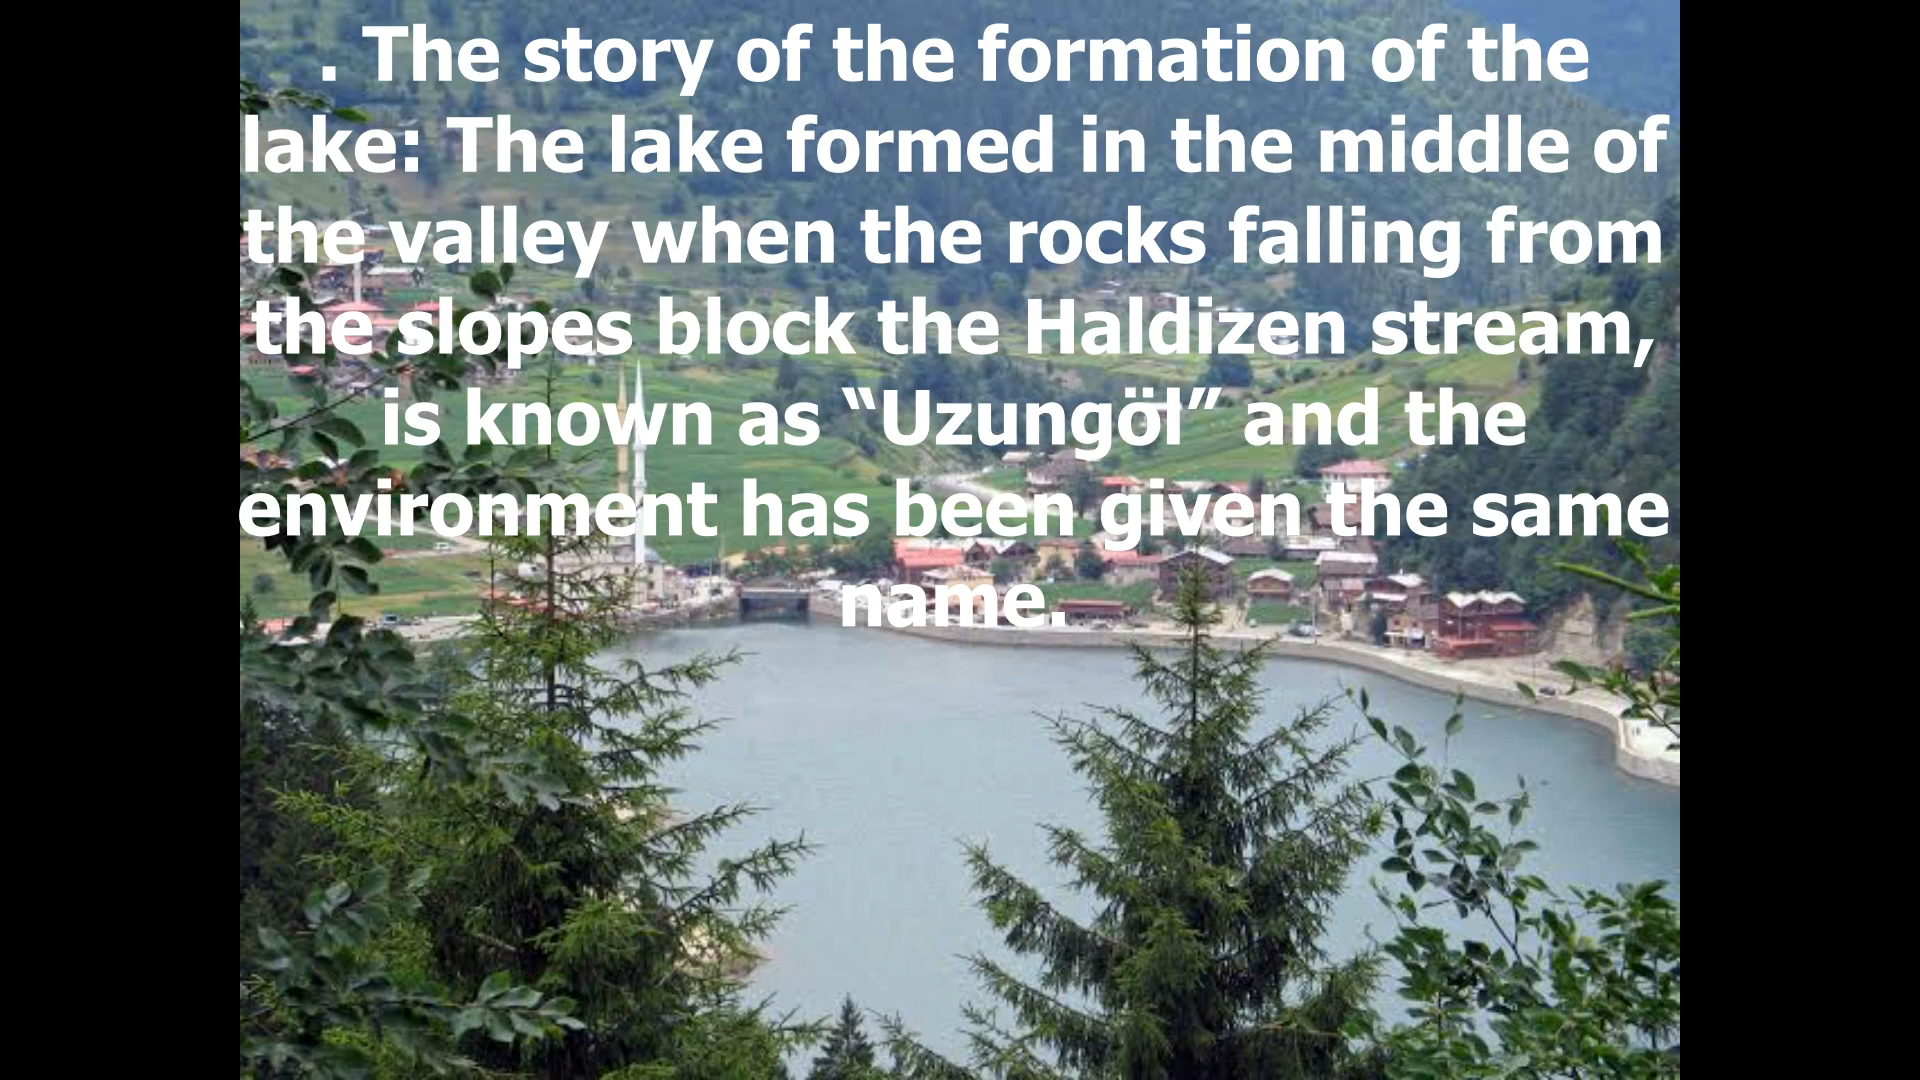 . The story of the formation of the
lake: The lake formed in the middle of
the valley when the rocks falling from
the slopes block the Haldizen stream,
is known as “Uzungöl” and the
environment has been given the same
name.